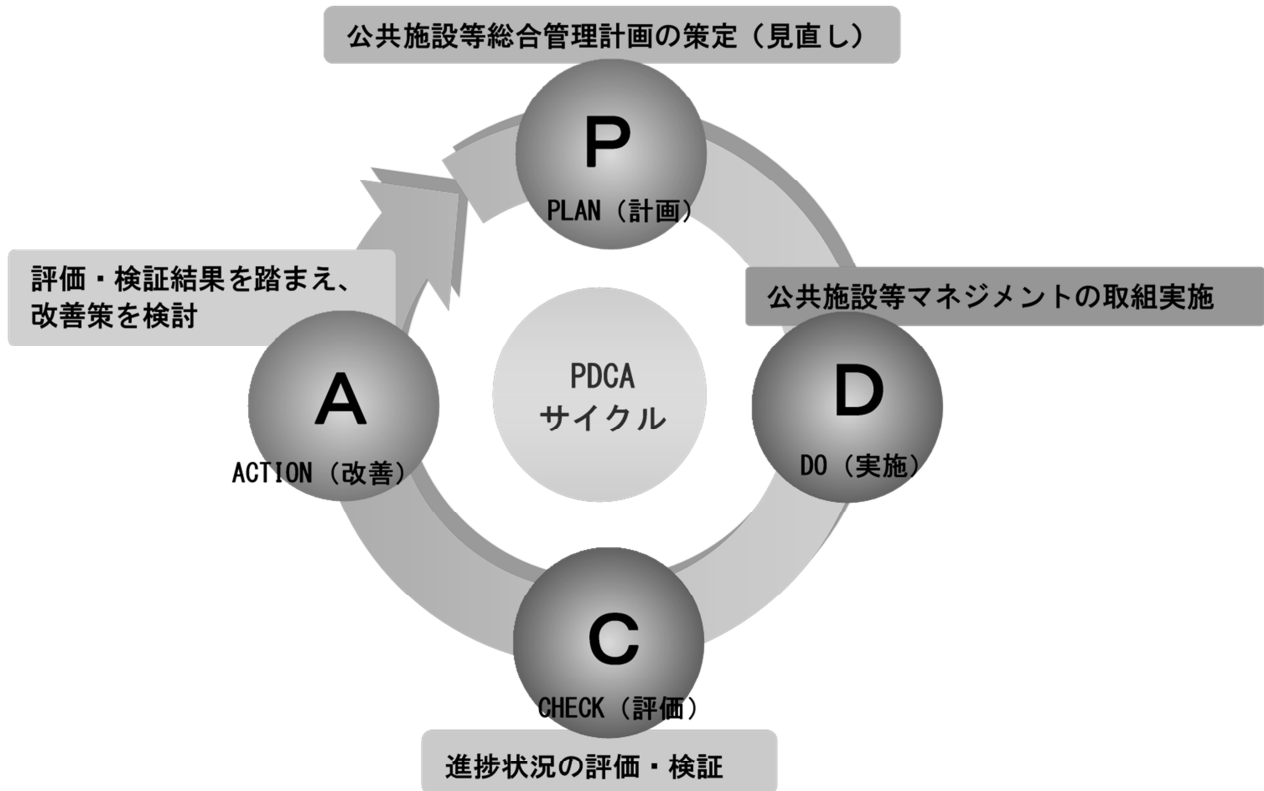 公共施設等総合管理計画の策定（見直し）
P
PLAN（計画）
評価・検証結果を踏まえ、
改善策を検討
公共施設等マネジメントの取組実施
PDCA
サイクル
A
ACTION（改善）
D
DO（実施）
C
CHECK（評価）
進捗状況の評価・検証